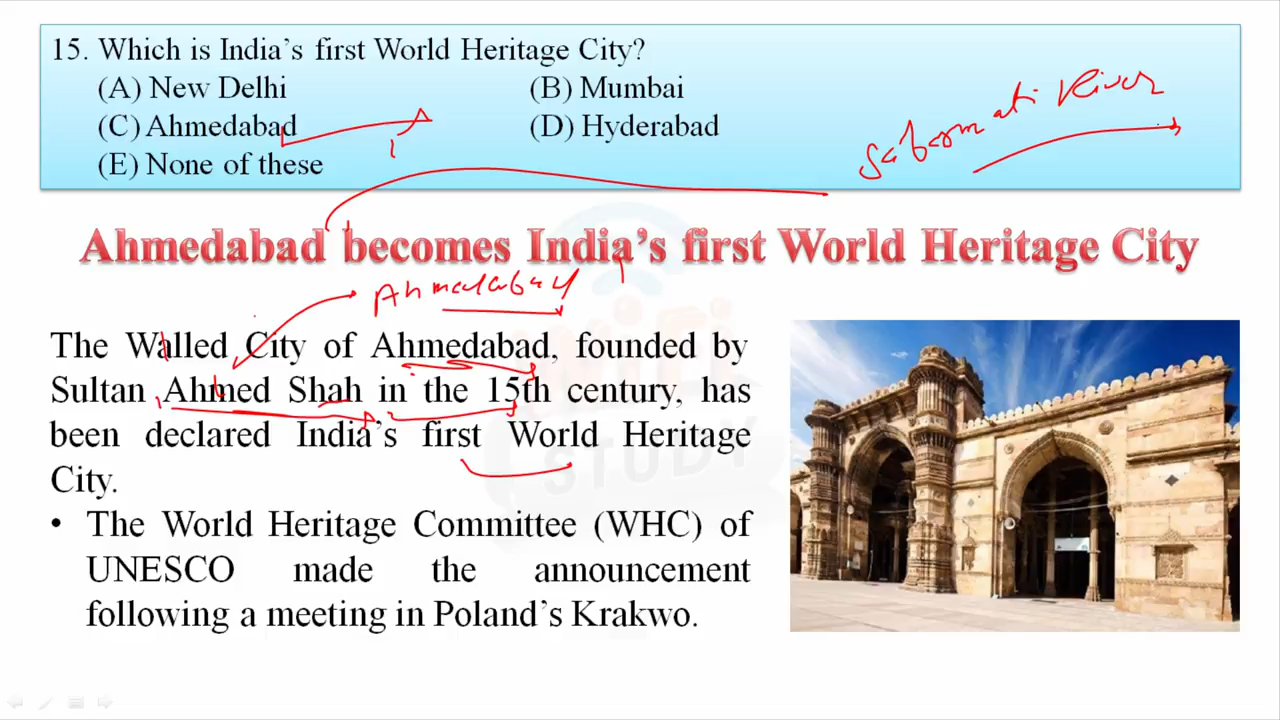 15. Which is India's first World Heritage City?
(A) New Delhi (B) Mumbai
(C) Ahmedabad (D) Hyderabad
(E) None of these
Sabarmati River
Ahmedabad becomes India's first World Heritage City
Ahmedabad
The Walled City of Ahmedabad, founded by
Sultan Ahmed Shah in the 15th century, has
been declared India's first World Heritage
City.
• The World Heritage Committee (WHC) of
UNESCO made the announcement
following a meeting in Poland's Krakwo.
STUDY